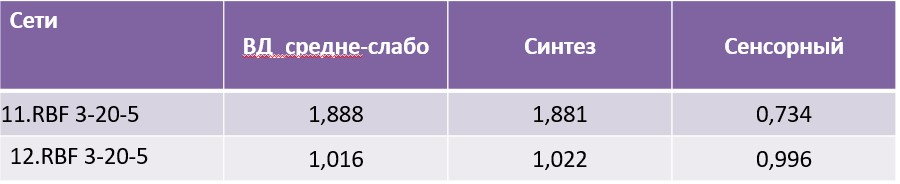 Сети
ВД средне-слабо Синтез Сенсорный
11.RBF 3-20-5 1,888 1,881 0,734
12.RBF 3-20-5 1,016 1,022 0,996